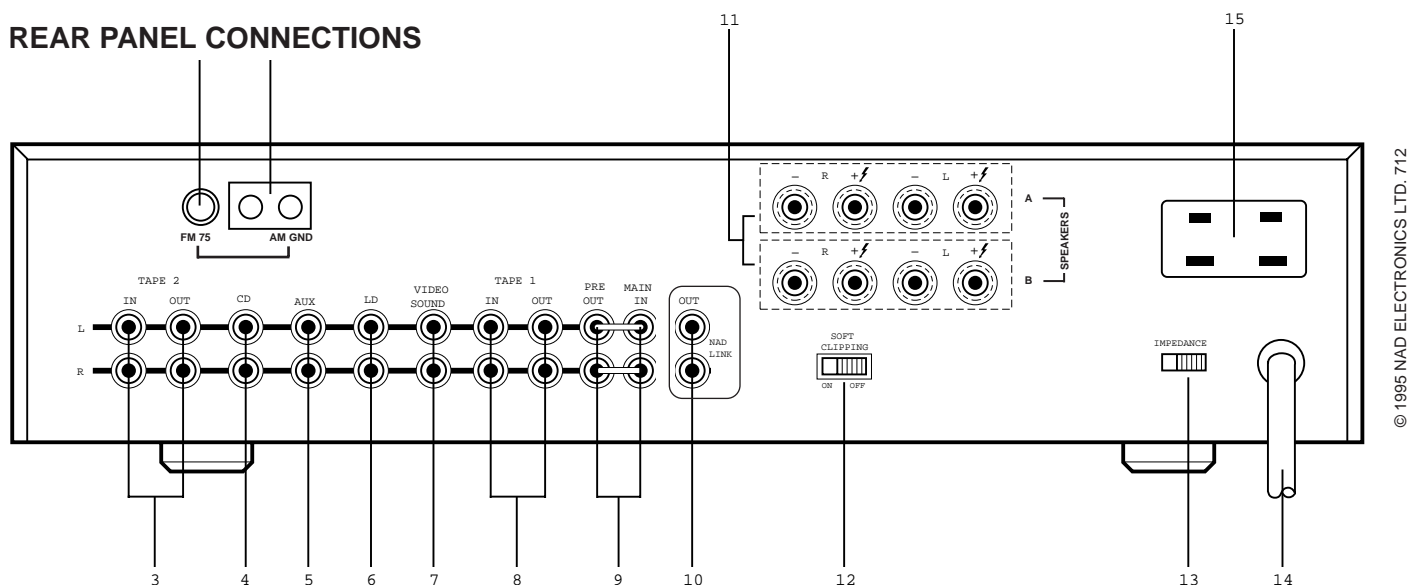 11
15
REAR PANEL CONNECTIONS
© 1995 NAD ELECTRONICS LTD. 712
– R + – L +
A
FM 75 AM GND
SPEAKERS
– R + – L +
B
TAPE 2 TAPE 1
IN OUT CD AUX LD VIDEO SOUND IN OUT PRE OUT MAIN IN OUT
L
NAD
LINK
R
SOFT
CLIPPING
ON OFF
IMPEDANCE
3 4 5 6 7 8 9 10 12 13 14